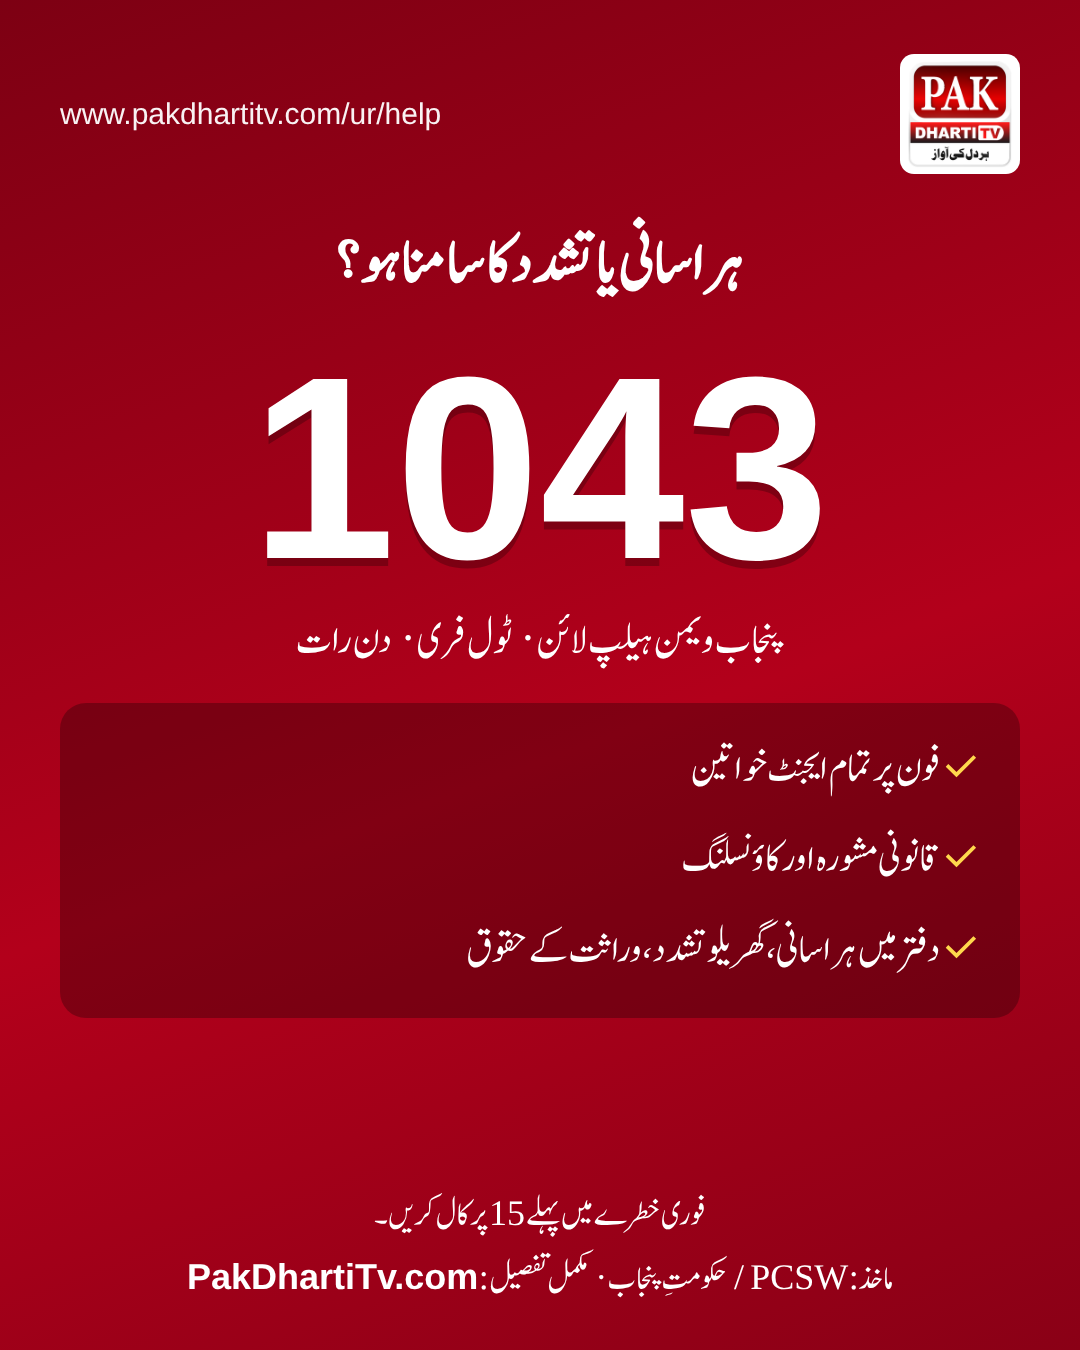 www.pakdhartitv.com/ur/help
PAK
DHARTI TV
ہر دل کی آواز
ہراسانی یا تشدد کا سامنا ہو؟
1043
پنجاب ویمن ہیلپ لائن · ٹول فری · دن رات
فون پر تمام ایجنٹ خواتین
قانونی مشورہ اور کاؤنسلنگ
دفتر میں ہراسانی، گھریلو تشدد، وراثت کے حقوق
فوری خطرے میں پہلے 15 پر کال کریں۔
ماخذ: PCSW / حکومتِ پنجاب · مکمل تفصیل: PakDhartiTv.com